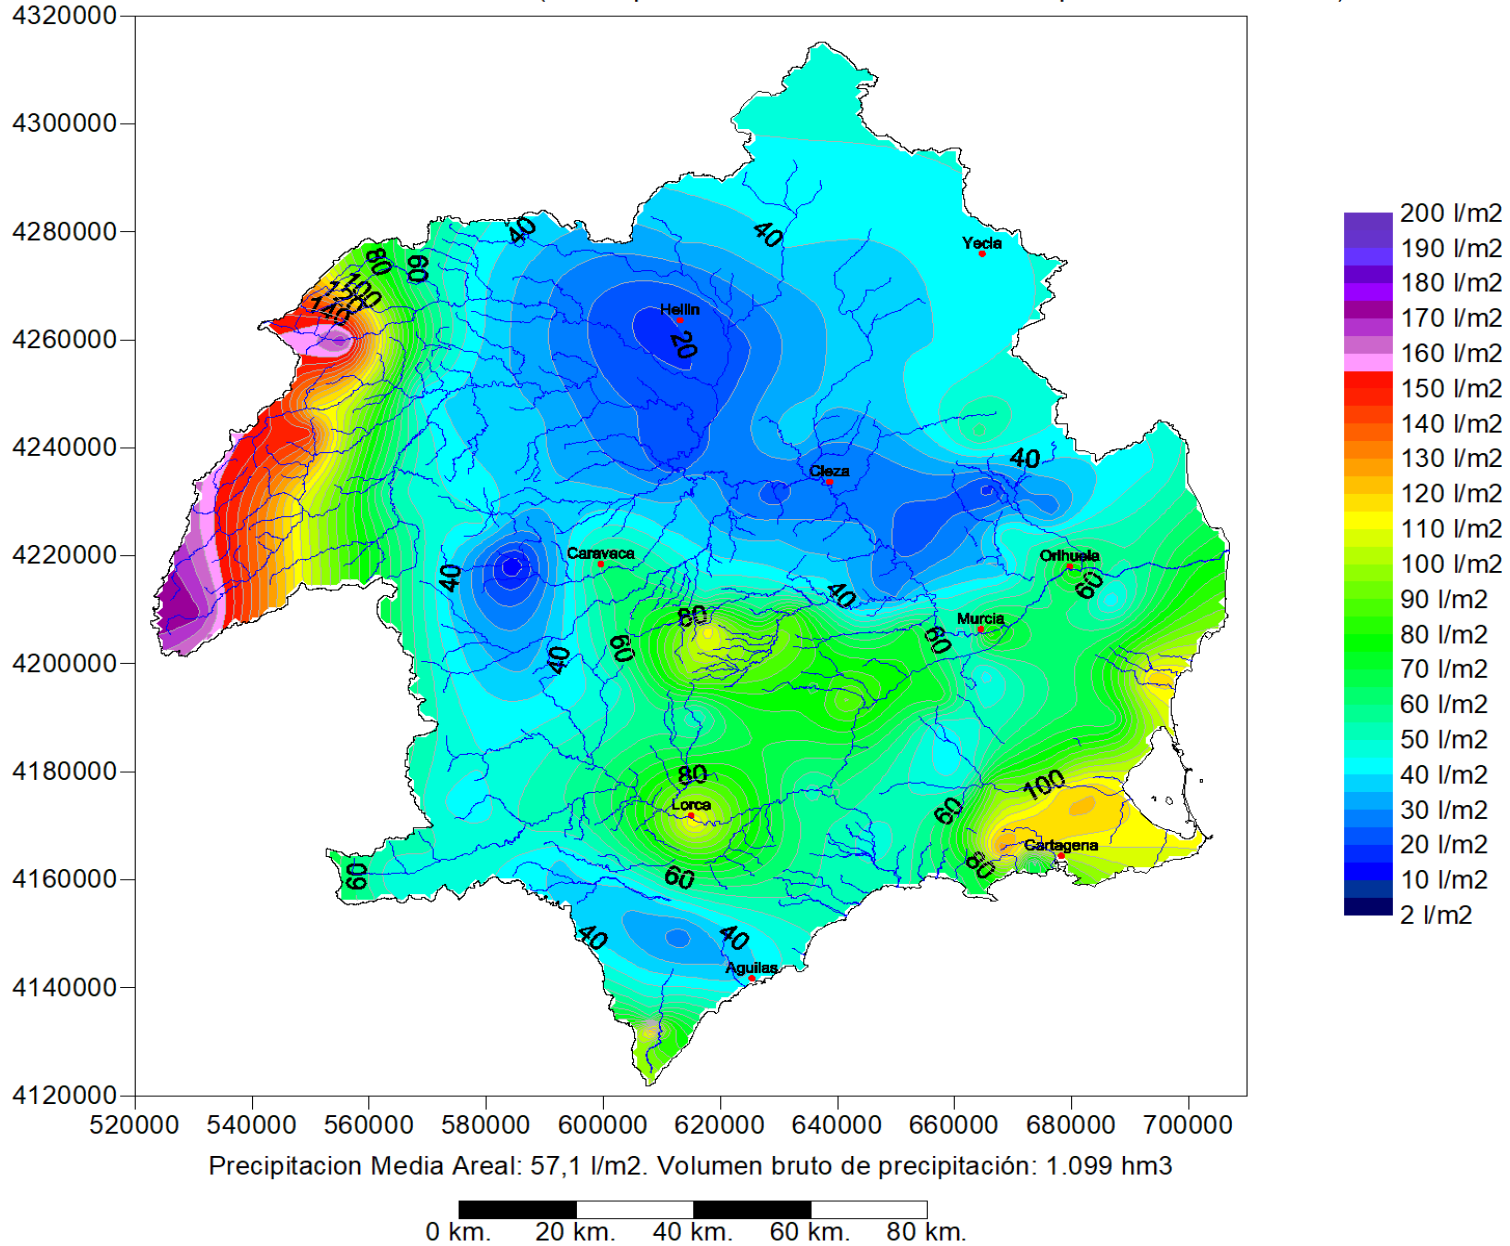 4320000
4300000
4280000
4260000
4240000
4220000
4200000
4180000
4160000
4140000
4120000
520000 540000 560000 580000 600000 620000 640000 660000 680000 700000
40
40
Yecla
80
60
100
120
140
Hellin
20
Cieza
40
Caravaca
Orihuela
40
60
40
80
Murcia
60
60
40
80
100
Lorca
60
Cartagena
80
60
60
40
40
Aguilas
200 l/m2
190 l/m2
180 l/m2
170 l/m2
160 l/m2
150 l/m2
140 l/m2
130 l/m2
120 l/m2
110 l/m2
100 l/m2
90 l/m2
80 l/m2
70 l/m2
60 l/m2
50 l/m2
40 l/m2
30 l/m2
20 l/m2
10 l/m2
2 l/m2
Precipitacion Media Areal: 57,1 l/m2. Volumen bruto de precipitación: 1.099 hm3
0 km. 20 km. 40 km. 60 km. 80 km.